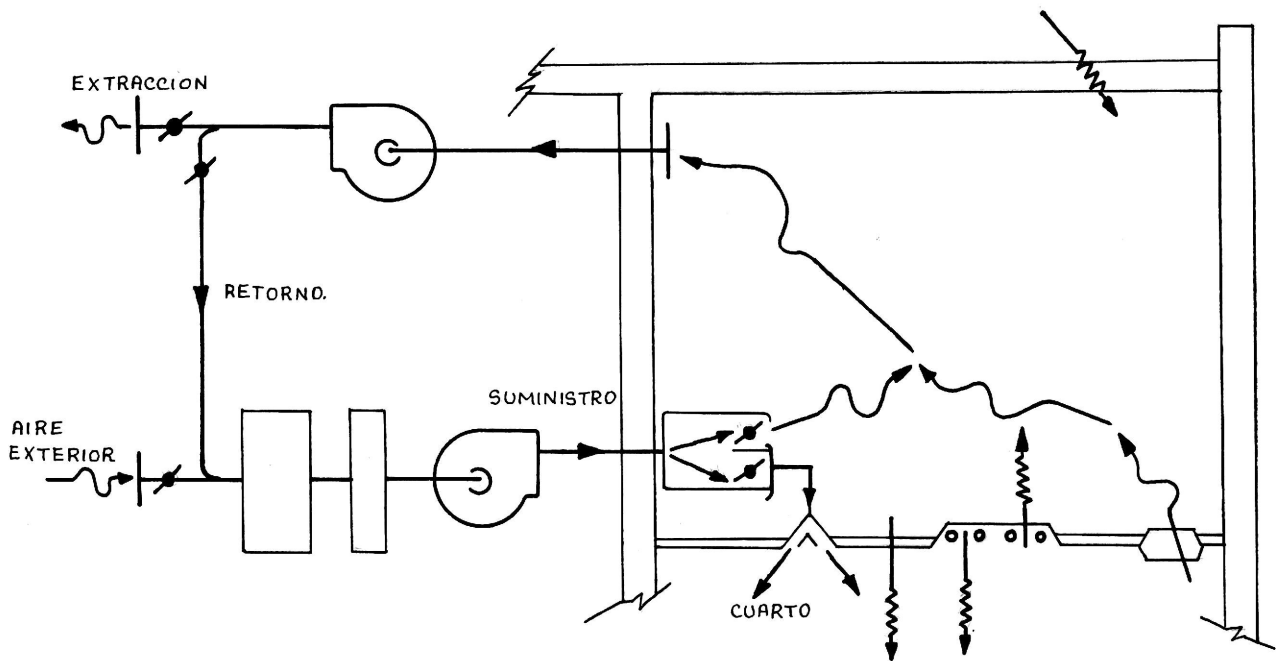 EXTRACCION
RETORNO.
SUMINISTRO
AIRE
EXTERIOR
CUARTO